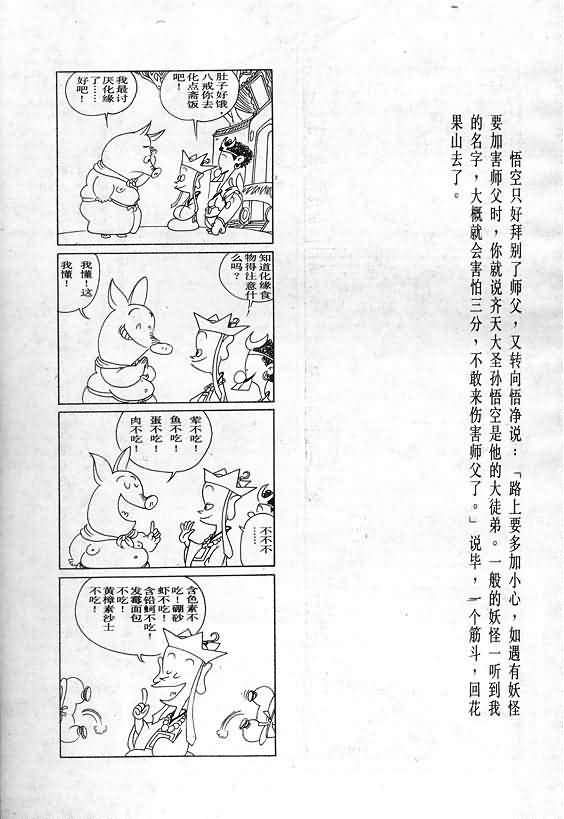 悟空只好拜别了师父，又转向悟净说：「路上要多加小心，如遇有妖怪
要加害师父时，你就说齐天大圣孙悟空是他的大徒弟。一般的妖怪一听到我
的名字，大概就会害怕三分，不敢来伤害师父了。」说毕，一个筋斗，回花
果山去了。
肚子好饿
八戒你去
化点斋饭
吧！
我最讨
厌化缘
了……
好吧！
知道化缘食
物得注意什
么吗？
我懂！这
我懂！
荤不吃！
鱼不吃！
蛋不吃！
肉不吃！
不不不
……
含色素不
吃！硼砂
虾不吃！
含铅蚵不吃！
发霉面包
不吃！
黄樟素沙士
不吃！